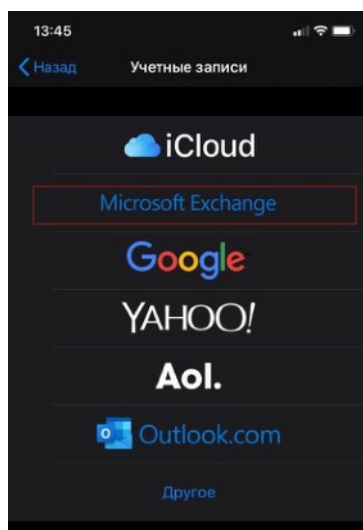 13:45
Назад
Учетные записи
iCloud
Microsoft Exchange
Google
YAHOO!
Aol.
Outlook.com
Другое